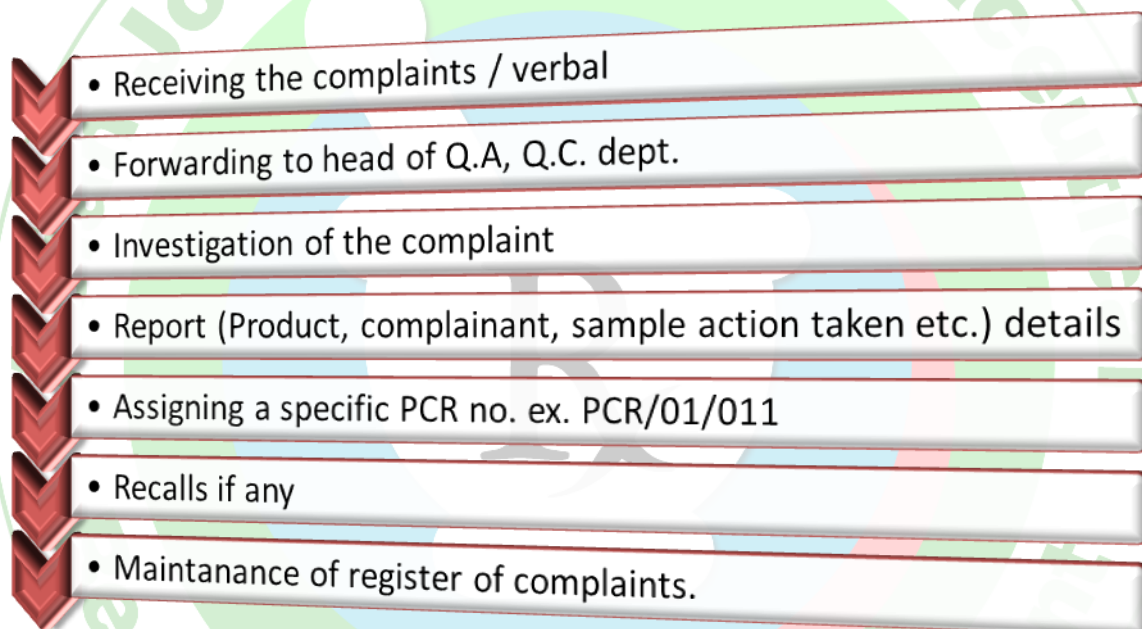 • Receiving the complaints / verbal
• Forwarding to head of Q.A, Q.C. dept.
• Investigation of the complaint
• Report (Product, complainant, sample action taken etc.) details
• Assigning a specific PCR no. ex. PCR/01/011
• Recalls if any
• Maintanance of register of complaints.